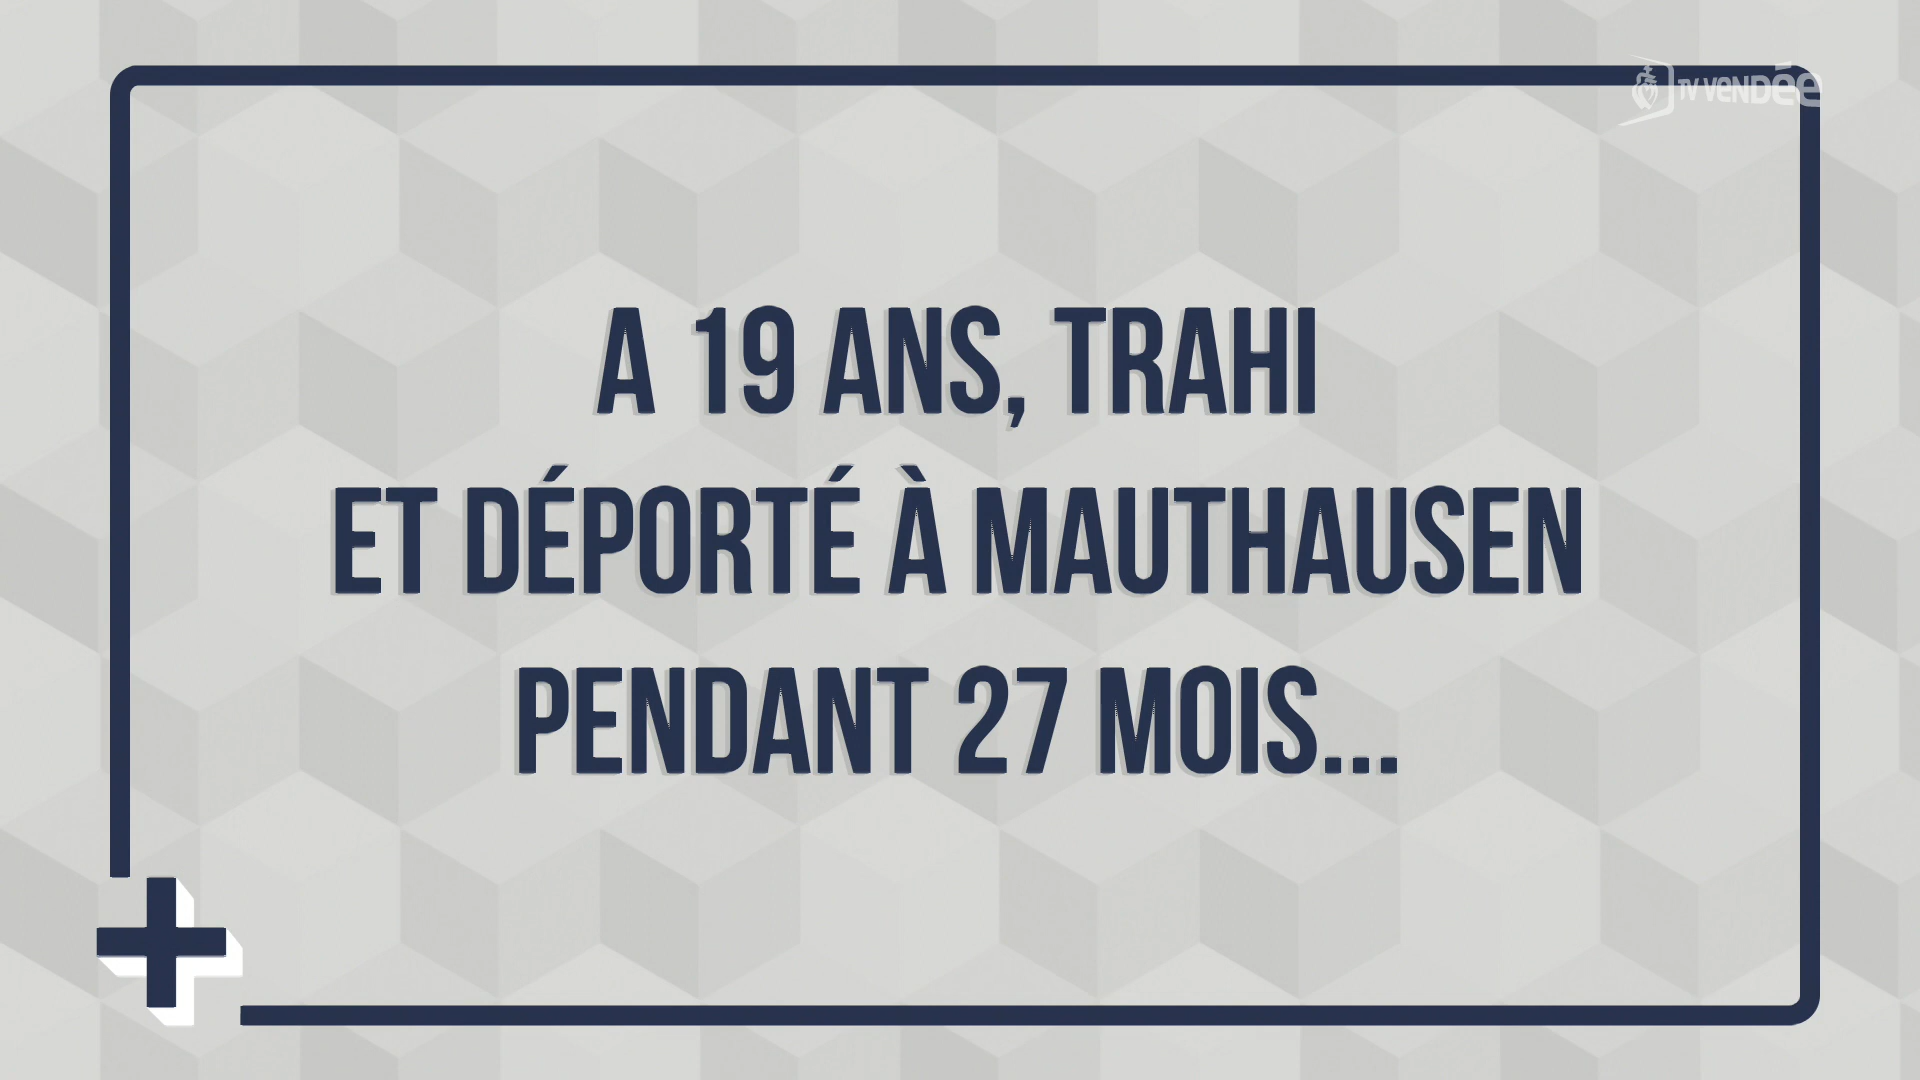 TV VENDÉE
A 19 ANS, TRAHI
ET DÉPORTÉ À MAUTHAUSEN
PENDANT 27 MOIS...